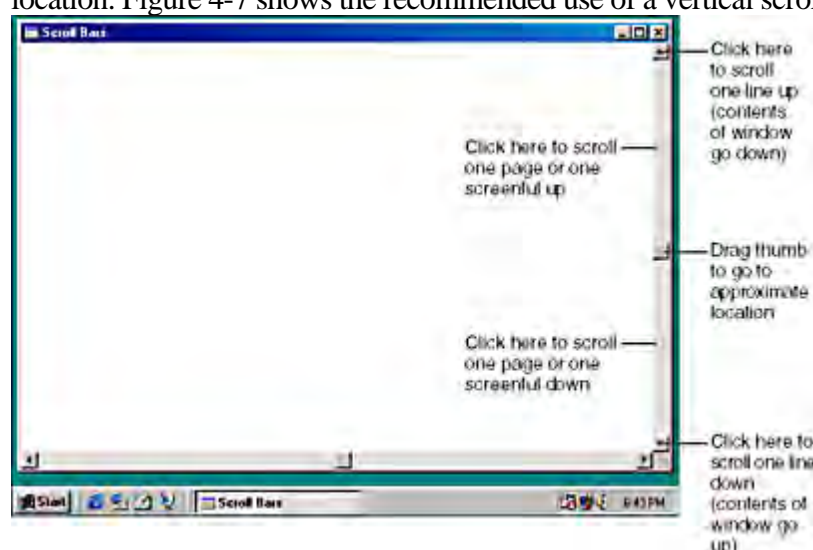 location. Figure 4-7 shows the recommended use of a vertical scrol
Scroll Bars
Click here
to scroll
one line up
(contents
of window
go down)
Click here to scroll
one page or one
screenful up
Drag thumb
to go to
approximate
location
Click here to scroll
one page or one
screenful down
Click here to
scroll one line
down
(contents of
window go
up)
Start
Scroll Bars
6:43 PM